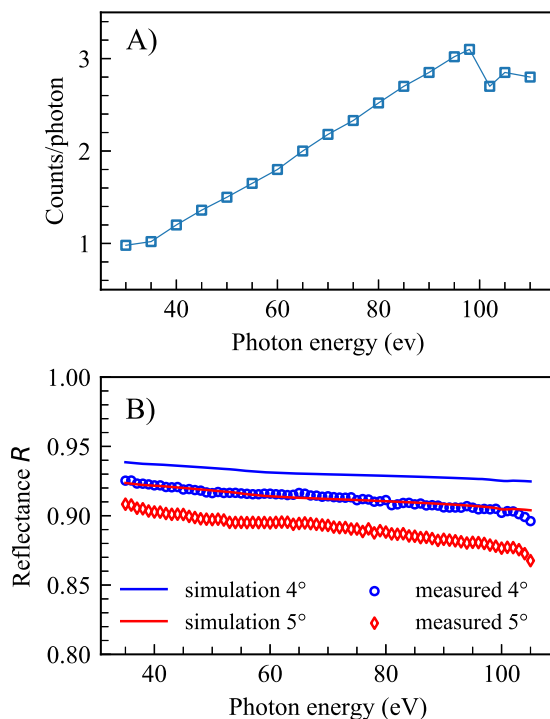 A)
Counts/photon
3
2
1
40 60 80 100
Photon energy (ev)
B)
Reflectance R
1.00
0.95
0.90
0.85
0.80
simulation 4° measured 4°
simulation 5° measured 5°
40 60 80 100
Photon energy (eV)